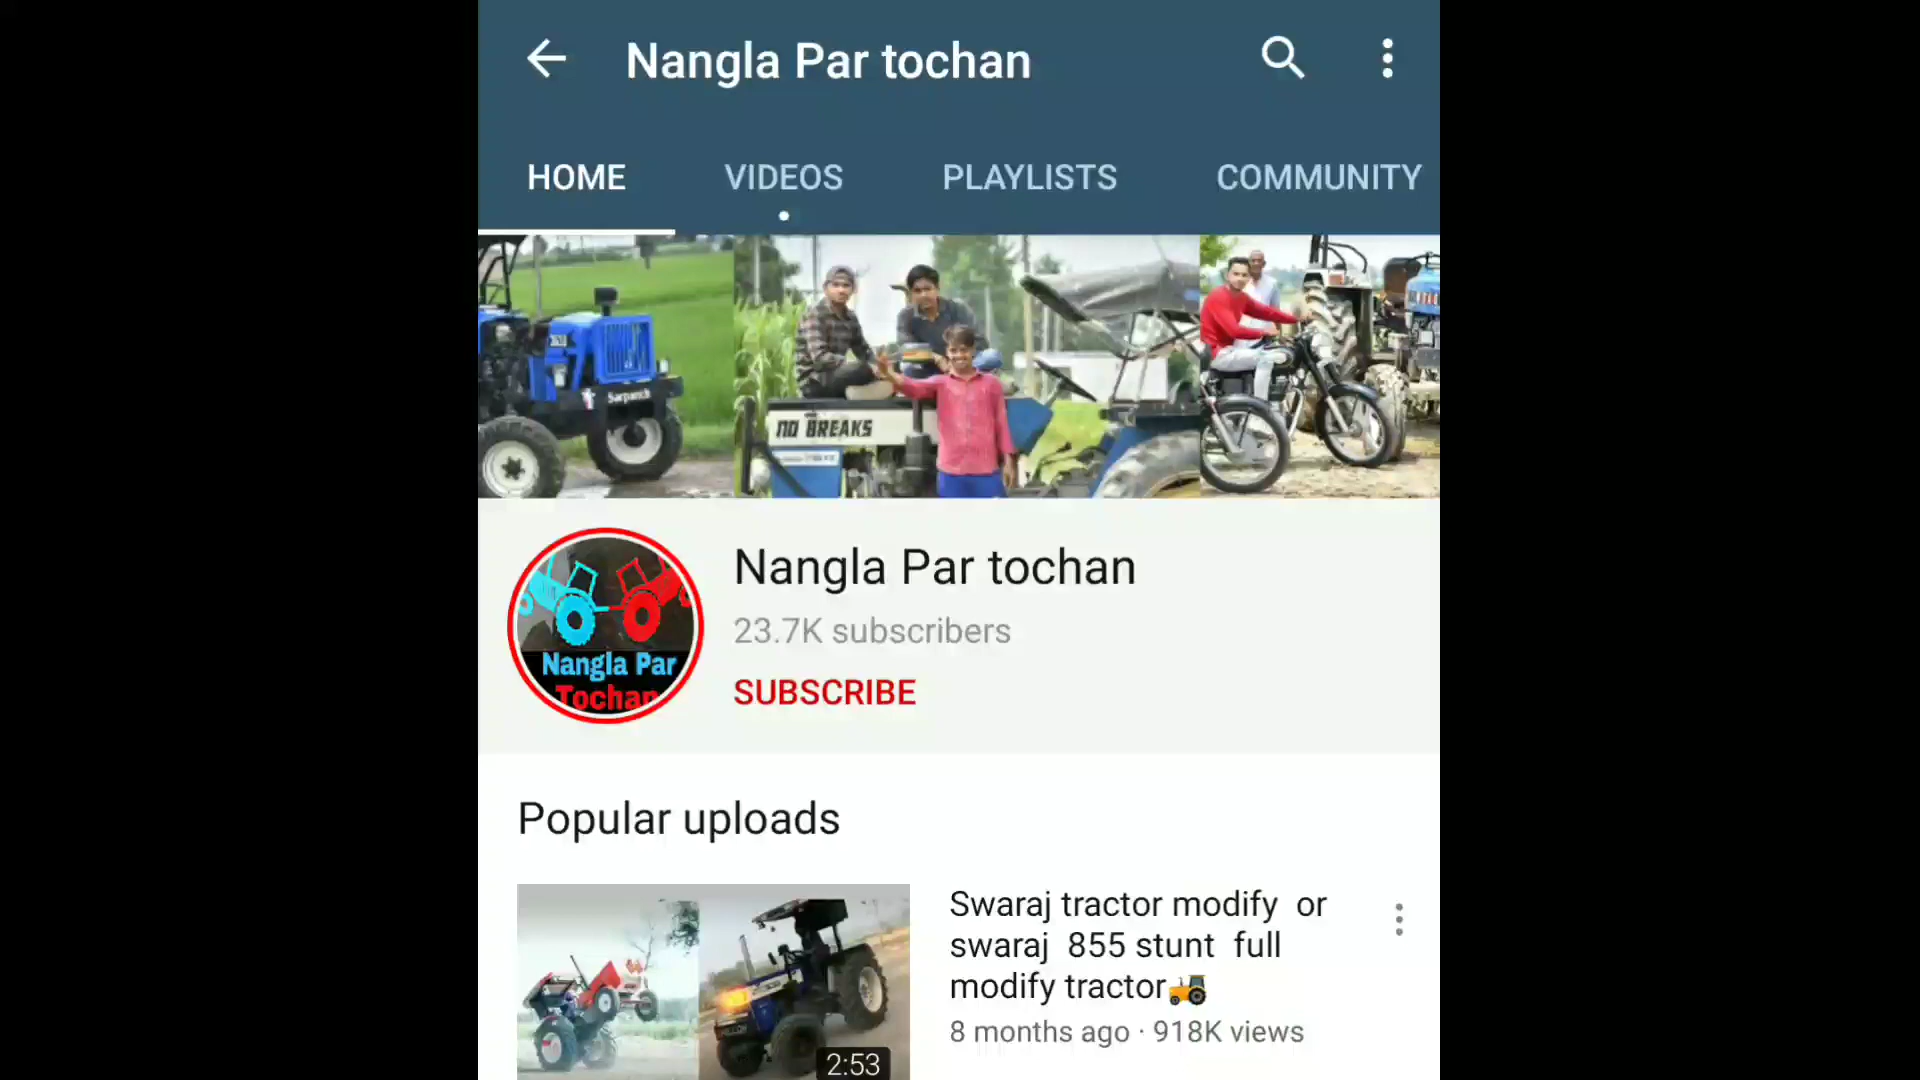 Nangla Par tochan
HOME
VIDEOS
PLAYLISTS
COMMUNITY
Sarpanch
NO BREAKS
Nangla Par
Tochan
Nangla Par tochan
23.7K subscribers
SUBSCRIBE
Popular uploads
Swaraj tractor modify or
swaraj 855 stunt full
modify tractor🚜
8 months ago · 918K views
2:53